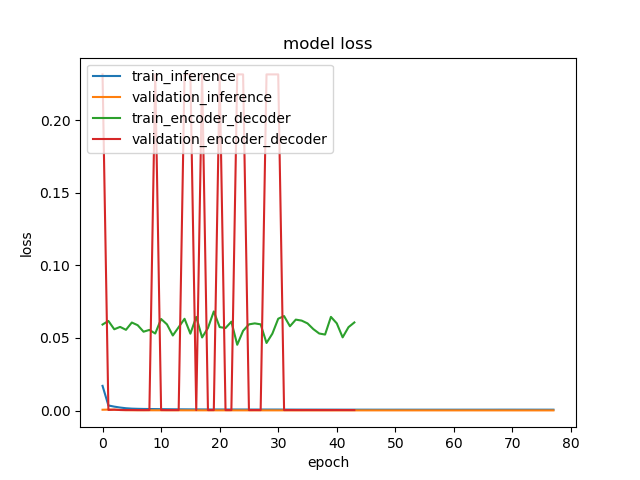 model loss
train_inference
validation_inference
train_encoder_decoder
validation_encoder_decoder
0.20
0.15
0.10
0.05
0.00
loss
0 10 20 30 40 50 60 70 80
epoch